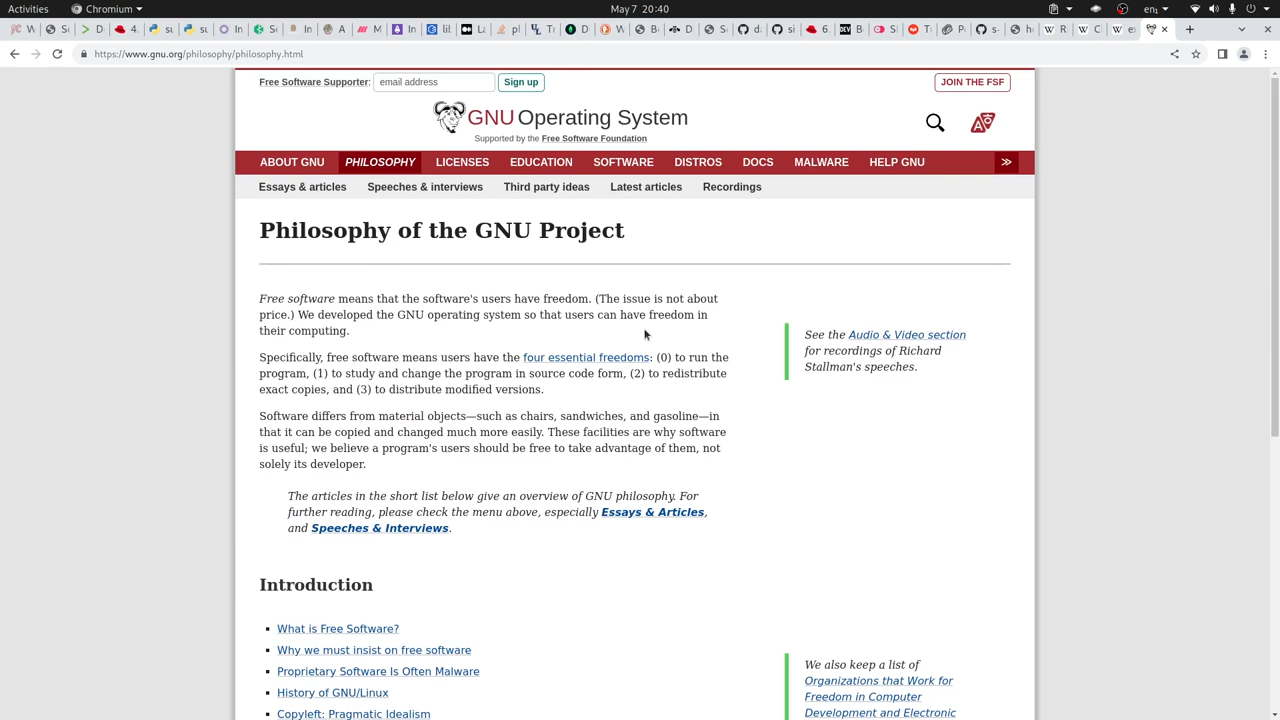 Activities
Chromium
May 7  20:40
https://www.gnu.org/philosophy/philosophy.html
Free Software Supporter: email address Sign up
JOIN THE FSF
GNU Operating System
Supported by the Free Software Foundation
ABOUT GNU PHILOSOPHY LICENSES EDUCATION SOFTWARE DISTROS DOCS MALWARE HELP GNU ≫
Essays & articles Speeches & interviews Third party ideas Latest articles Recordings
Philosophy of the GNU Project
Free software means that the software's users have freedom. (The issue is not about
price.) We developed the GNU operating system so that users can have freedom in
their computing.
Specifically, free software means users have the four essential freedoms: (0) to run the
program, (1) to study and change the program in source code form, (2) to redistribute
exact copies, and (3) to distribute modified versions.
Software differs from material objects—such as chairs, sandwiches, and gasoline—in
that it can be copied and changed much more easily. These facilities are why software
is useful; we believe a program's users should be free to take advantage of them, not
solely its developer.
The articles in the short list below give an overview of GNU philosophy. For
further reading, please check the menu above, especially Essays & Articles,
and Speeches & Interviews.
See the Audio & Video section
for recordings of Richard
Stallman's speeches.
Introduction
What is Free Software?
Why we must insist on free software
Proprietary Software Is Often Malware
History of GNU/Linux
Copyleft: Pragmatic Idealism
We also keep a list of
Organizations that Work for
Freedom in Computer
Development and Electronic